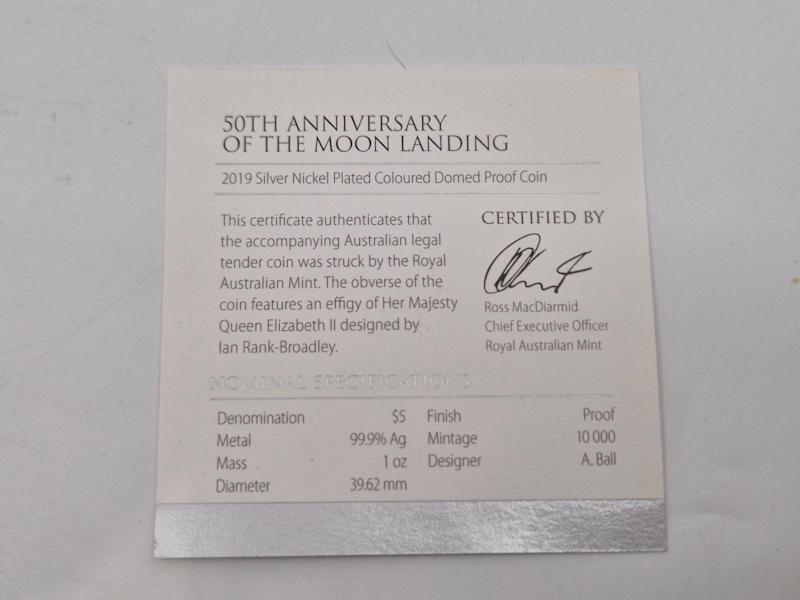 50TH ANNIVERSARY
OF THE MOON LANDING
2019 Silver Nickel Plated Coloured Domed Proof Coin
This certificate authenticates that
the accompanying Australian legal
tender coin was struck by the Royal
Australian Mint. The obverse of the
coin features an effigy of Her Majesty
Queen Elizabeth II designed by
Ian Rank-Broadley.
CERTIFIED BY
Ross MacDiarmid
Chief Executive Officer
Royal Australian Mint
NOMINAL SPECIFICATIONS
Denomination $5 Finish Proof
Metal 99.9% Ag Mintage 10 000
Mass 1 oz Designer A. Ball
Diameter 39.62 mm